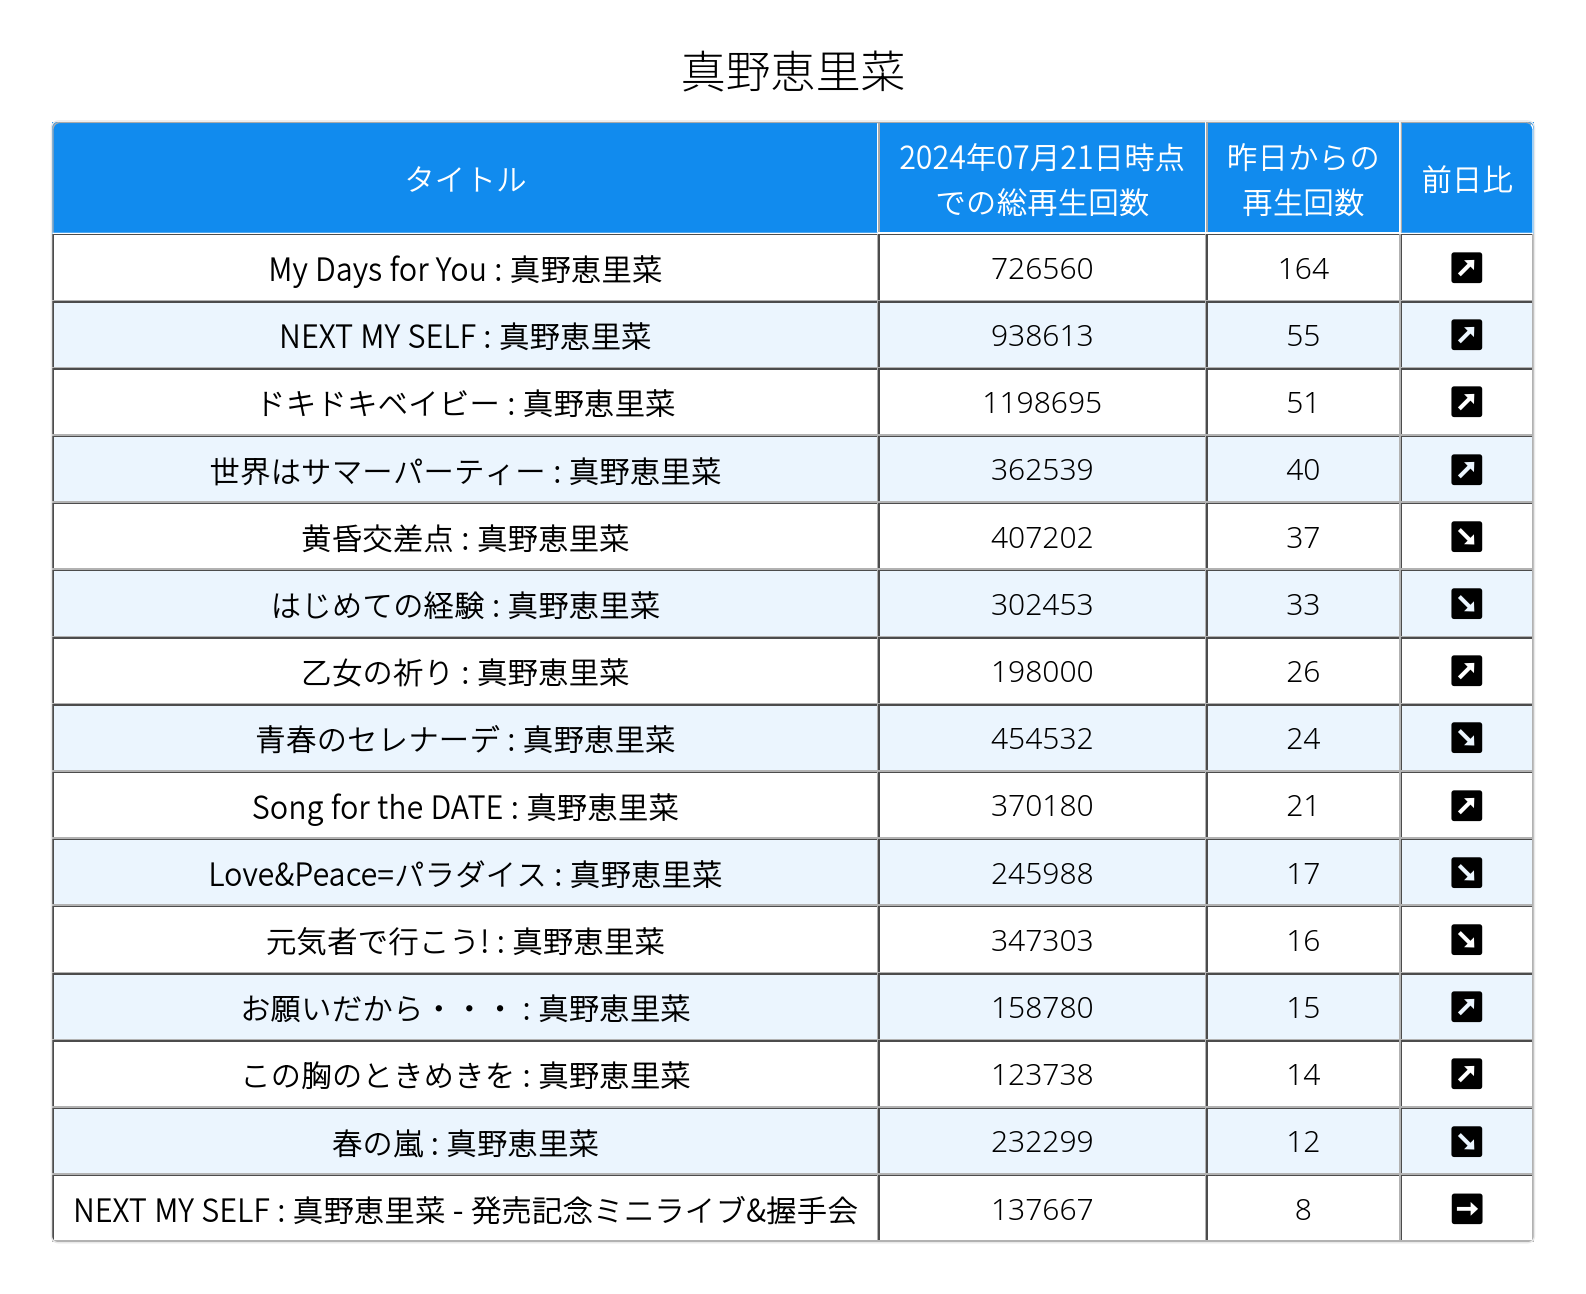 真野恵里菜
タイトル 2024年07月21日時点での総再生回数 昨日からの再生回数 前日比
My Days for You : 真野恵里菜 726560 164 ↗
NEXT MY SELF : 真野恵里菜 938613 55 ↗
ドキドキベイビー : 真野恵里菜 1198695 51 ↗
世界はサマーパーティー : 真野恵里菜 362539 40 ↗
黄昏交差点 : 真野恵里菜 407202 37 ↘
はじめての経験 : 真野恵里菜 302453 33 ↘
乙女の祈り : 真野恵里菜 198000 26 ↗
青春のセレナーデ : 真野恵里菜 454532 24 ↘
Song for the DATE : 真野恵里菜 370180 21 ↗
Love&Peace=パラダイス : 真野恵里菜 245988 17 ↘
元気者で行こう! : 真野恵里菜 347303 16 ↘
お願いだから・・・ : 真野恵里菜 158780 15 ↗
この胸のときめきを : 真野恵里菜 123738 14 ↗
春の嵐 : 真野恵里菜 232299 12 ↘
NEXT MY SELF : 真野恵里菜 - 発売記念ミニライブ&握手会 137667 8 →